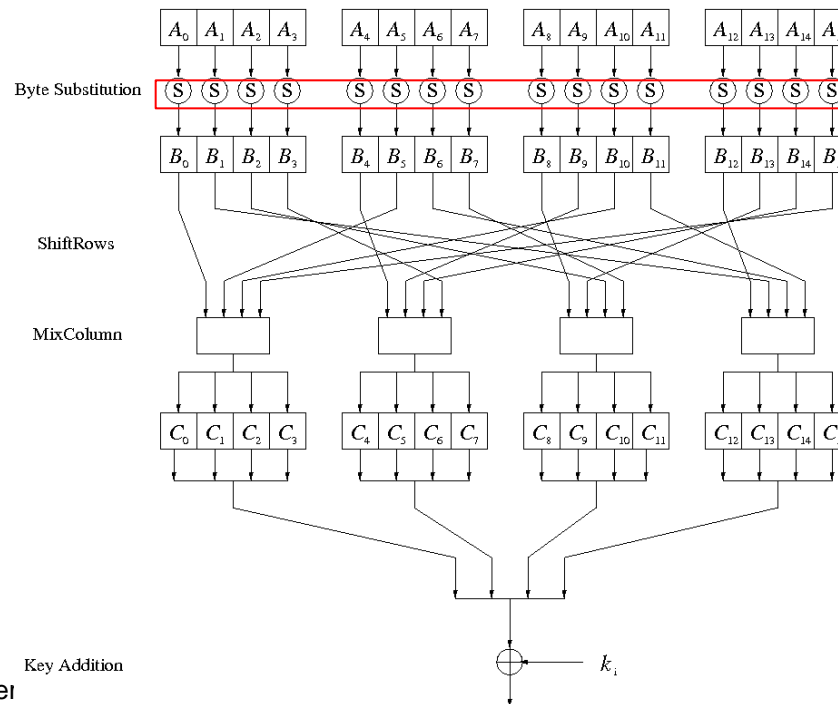 A₀ A₁ A₂ A₃ A₄ A₅ A₆ A₇ A₈ A₉ A₁₀ A₁₁ A₁₂ A₁₃ A₁₄ A
Byte Substitution S S S S S S S S S S S S S S S S
B₀ B₁ B₂ B₃ B₄ B₅ B₆ B₇ B₈ B₉ B₁₀ B₁₁ B₁₂ B₁₃ B₁₄ B
ShiftRows
MixColumn
C₀ C₁ C₂ C₃ C₄ C₅ C₆ C₇ C₈ C₉ C₁₀ C₁₁ C₁₂ C₁₃ C₁₄ C
Key Addition kᵢ